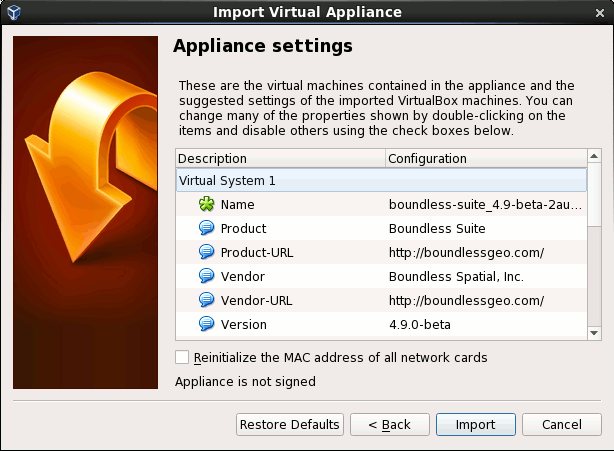 Import Virtual Appliance
Appliance settings
These are the virtual machines contained in the appliance and the
suggested settings of the imported VirtualBox machines. You can
change many of the properties shown by double-clicking on the
items and disable others using the check boxes below.
Description Configuration
Virtual System 1
Name boundless-suite_4.9-beta-2au...
Product Boundless Suite
Product-URL http://boundlessgeo.com/
Vendor Boundless Spatial, Inc.
Vendor-URL http://boundlessgeo.com/
Version 4.9.0-beta
Reinitialize the MAC address of all network cards
Appliance is not signed
Restore Defaults < Back Import Cancel